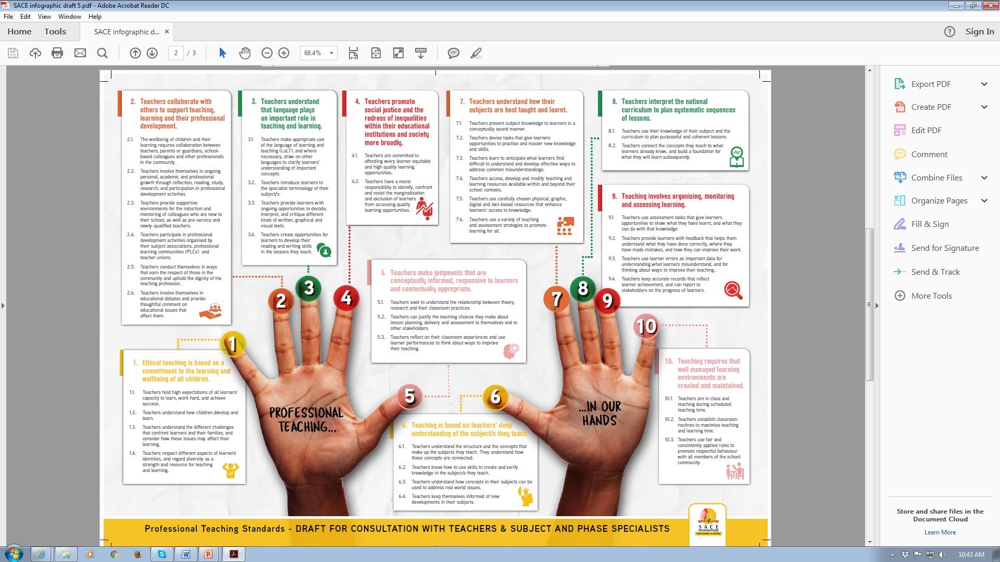 SACE infographic draft 5.pdf - Adobe Acrobat Reader DC
File Edit View Window Help
Home Tools SACE infographic d... × Sign In
2 / 3 68.4%
2. Teachers collaborate with
others to support teaching,
learning and their professional
development.
2.1. The wellbeing of children and their
learning requires collaboration between
teachers, parents or guardians, school-
based colleagues and other professionals
in the community.
2.2. Teachers involve themselves in ongoing
personal, academic and professional
growth through reflection, reading, study,
research, and participation in professional
development activities.
2.3. Teachers provide supportive
environments for the induction and
mentoring of colleagues who are new to
their school, as well as pre-service and
newly-qualified teachers.
2.4. Teachers participate in professional
development activities organised by
their subject associations, professional
learning communities (PLCs) and
teacher unions.
2.5. Teachers conduct themselves in ways
that earn the respect of those in the
community and uphold the dignity of the
teaching profession.
2.6. Teachers involve themselves in
educational debates and provide
thoughtful comment on
educational issues that
affect them.
3. Teachers understand
that language plays
an important role in
teaching and learning.
3.1. Teachers make appropriate use
of the language of learning and
teaching (LoLT), and where
necessary, draw on other
languages to clarify learners'
understanding of important
concepts.
3.2. Teachers introduce learners to
the specialist terminology of their
subject/s.
3.3. Teachers provide learners with
ongoing opportunities to decode,
interpret, and critique different
kinds of written, graphical and
visual texts.
3.4. Teachers create opportunities for
learners to develop their
reading and writing skills
in the lessons they teach.
4. Teachers promote
social justice and the
redress of inequalities
within their educational
institutions and society
more broadly.
4.1. Teachers are committed to
affording every learner equitable
and high quality learning
opportunities.
4.2. Teachers have a moral
responsibility to identify, confront
and resist the marginalisation
and exclusion of learners
from accessing quality
learning opportunities.
7. Teachers understand how their
subjects are best taught and learnt.
7.1. Teachers present subject knowledge to learners in a
conceptually sound manner.
7.2. Teachers devise tasks that give learners
opportunities to practise and master new knowledge
and skills.
7.3. Teachers learn to anticipate what learners find
difficult to understand and develop effective ways to
address common misunderstandings.
7.4. Teachers access, develop and modify teaching and
learning resources available within and beyond their
school contexts.
7.5. Teachers use carefully chosen physical, graphic,
digital and text-based resources that enhance
learners' access to knowledge.
7.6. Teachers use a variety of teaching
and assessment strategies to promote
learning for all.
8. Teachers interpret the national
curriculum to plan systematic sequences
of lessons.
8.1. Teachers use their knowledge of their subject and the
curriculum to plan purposeful and coherent lessons.
8.2. Teachers connect the concepts they teach to what
learners already know, and build a foundation for
what they will learn subsequently.
9. Teaching involves organising, monitoring
and assessing learning.
9.1. Teachers use assessment tasks that give learners
opportunities to show what they have learnt, and what they
can do with that knowledge
9.2. Teachers provide learners with feedback that helps them
understand what they have done correctly, where they
have made mistakes, and how they can improve their work.
9.3. Teachers use learner errors as important data for
understanding what learners misunderstand, and for
thinking about ways to improve their teaching..
9.4. Teachers keep accurate records that reflect
learner achievement, and can report to
stakeholders on the progress of learners.
5. Teachers make judgments that are
conceptually informed, responsive to learners
and contextually appropriate.
5.1. Teachers seek to understand the relationship between theory,
research and their classroom practices.
5.2. Teachers can justify the teaching choices they make about
lesson planning, delivery and assessment to themselves and to
other stakeholders.
5.3. Teachers reflect on their classroom experiences and use
learner performances to think about ways to improve
their teaching.
1 2 3 4 5 6 7 8 9 10
1. Ethical teaching is based on a
commitment to the learning and
wellbeing of all children.
1.1. Teachers hold high expectations of all learners'
capacity to learn, work hard, and achieve
success.
1.2. Teachers understand how children develop and
learn.
1.3. Teachers understand the different challenges
that confront learners and their families, and
consider how these issues may affect their
learning.
1.4. Teachers respect different aspects of learners'
identities, and regard diversity as a
strength and resource for teaching
and learning.
PROFESSIONAL
TEACHING...
...IN OUR
HANDS
6. Teaching is based on teachers' deep
understanding of the subject/s they teach.
6.1. Teachers understand the structure and the concepts that
make up the subjects they teach. They understand how
these concepts are connected.
6.2. Teachers know how to use skills to create and verify
knowledge in the subject/s they teach.
6.3. Teachers understand how concepts in their subjects can be
used to address real world issues.
6.4. Teachers keep themselves informed of new
developments in their subjects.
10. Teaching requires that
well managed learning
environments are
created and maintained.
10.1. Teachers are in class and
teaching during scheduled
teaching time.
10.2. Teachers establish classroom
routines to maximise teaching
and learning time.
10.3. Teachers use fair and
consistently applied rules to
promote respectful behaviour
with all members of the school
community.
Professional Teaching Standards - DRAFT FOR CONSULTATION WITH TEACHERS & SUBJECT AND PHASE SPECIALISTS
SACE
Export PDF
Create PDF
Edit PDF
Comment
Combine Files
Organize Pages
Fill & Sign
Send for Signature
Send & Track
More Tools
Store and share files in the
Document Cloud
Learn More
10:43 AM